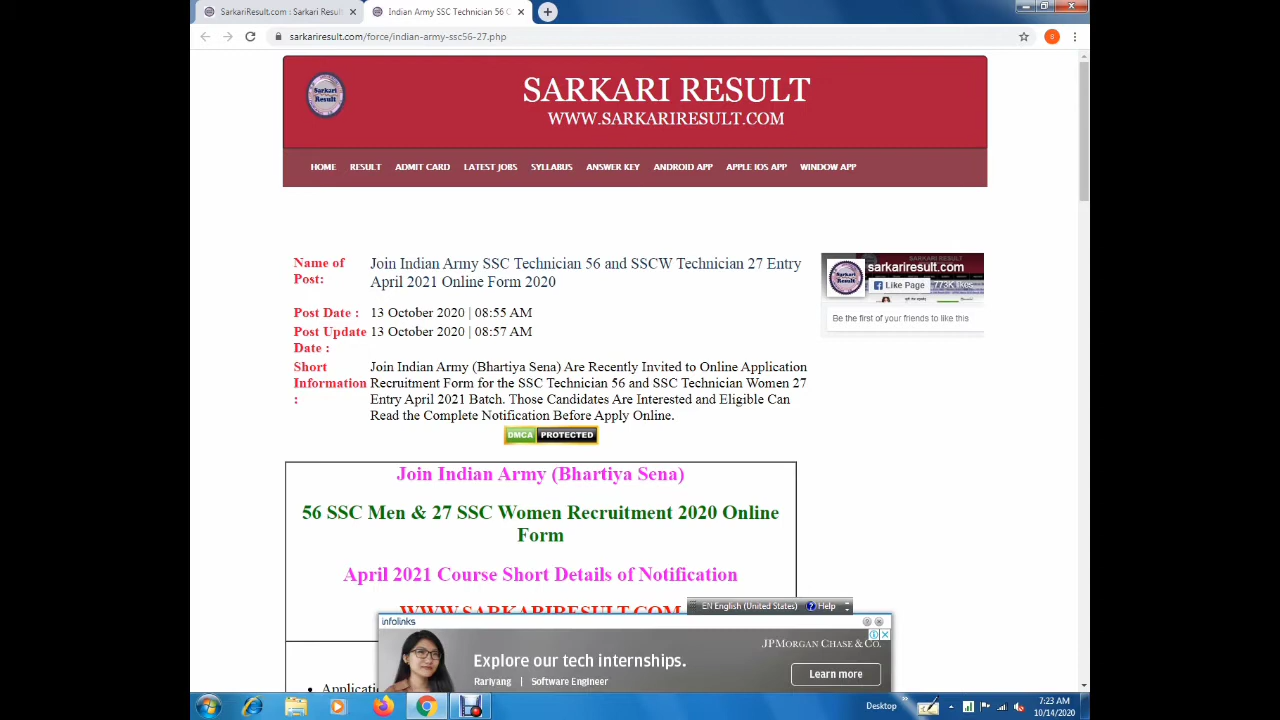 SarkariResult.com : Sarkari Resul
Indian Army SSC Technician 56 C
sarkariresult.com/force/indian-army-ssc56-27.php
Sarkari
Result
SARKARI RESULT
WWW.SARKARIRESULT.COM
HOME RESULT ADMIT CARD LATEST JOBS SYLLABUS ANSWER KEY ANDROID APP APPLE IOS APP WINDOW APP
Name of Post: Join Indian Army SSC Technician 56 and SSCW Technician 27 Entry
April 2021 Online Form 2020
Post Date : 13 October 2020 | 08:55 AM
Post Update Date : 13 October 2020 | 08:57 AM
Short Information : Join Indian Army (Bhartiya Sena) Are Recently Invited to Online Application
Recruitment Form for the SSC Technician 56 and SSC Technician Women 27
Entry April 2021 Batch. Those Candidates Are Interested and Eligible Can
Read the Complete Notification Before Apply Online.
DMCA PROTECTED
sarkariresult.com
Like Page 773K likes
Be the first of your friends to like this
Join Indian Army (Bhartiya Sena)
56 SSC Men & 27 SSC Women Recruitment 2020 Online
Form
April 2021 Course Short Details of Notification
WWW.SARKARIRESULT.COM
EN English (United States) Help
infolinks
JPMORGAN CHASE & CO.
Explore our tech internships.
Rariyang | Software Engineer
Learn more
Desktop
7:23 AM
10/14/2020